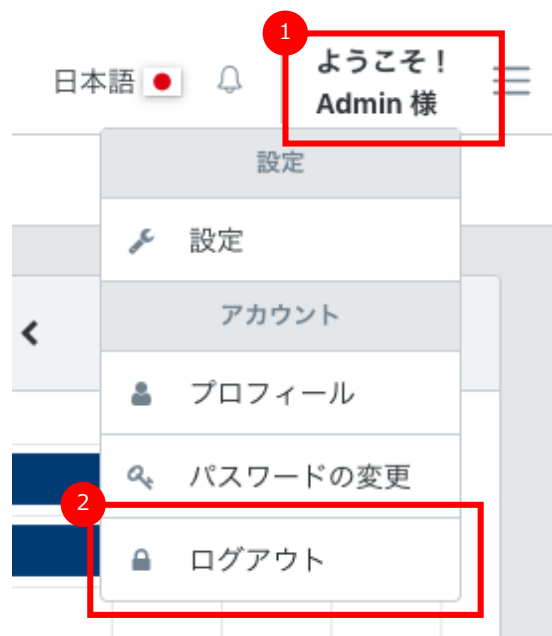 1
日本語
ようこそ！
Admin 様
設定
設定
アカウント
プロフィール
パスワードの変更
2
ログアウト